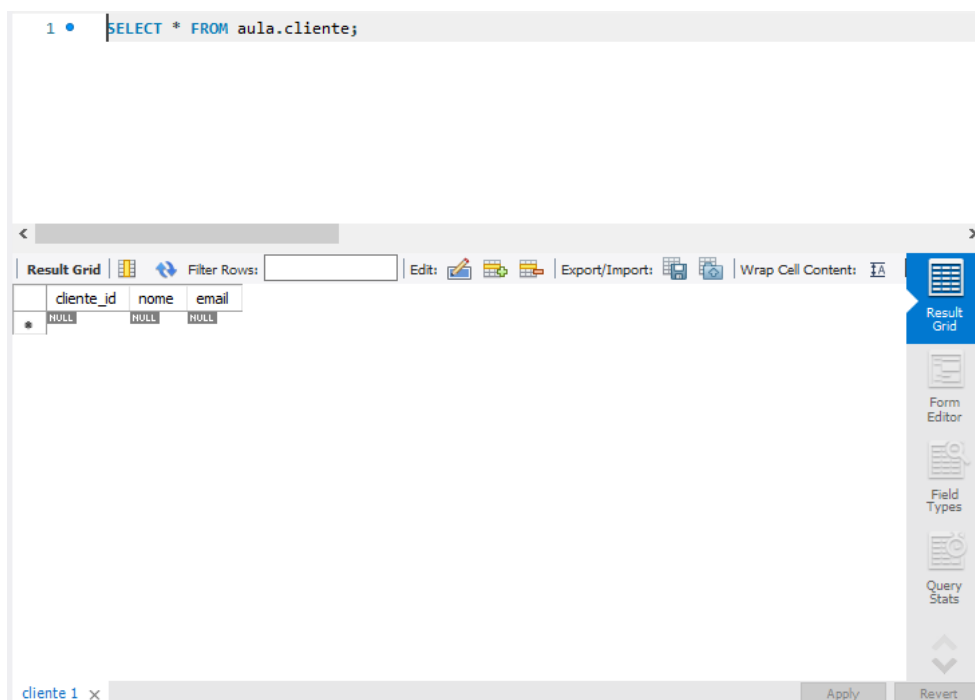 1 SELECT * FROM aula.cliente;
Result Grid Filter Rows: Edit: Export/Import: Wrap Cell Content: IA
cliente_id nome email
* NULL NULL NULL
Result
Grid
Form
Editor
Field
Types
Query
Stats
cliente 1 × Apply Revert